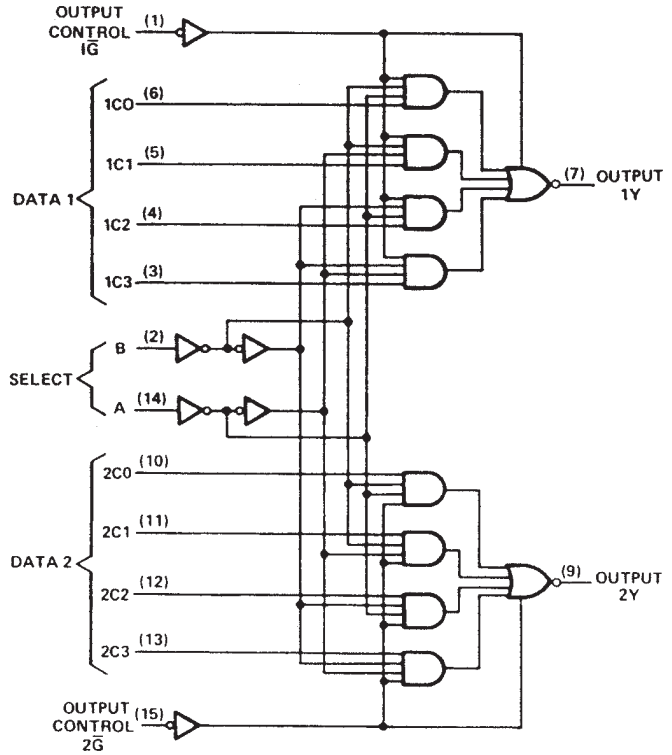 OUTPUT
CONTROL (1)
1G̅
1C0 (6)
1C1 (5)
DATA 1
1C2 (4)
1C3 (3)
(7) OUTPUT
1Y
B (2)
SELECT
A (14)
2C0 (10)
2C1 (11)
DATA 2
2C2 (12)
2C3 (13)
(9) OUTPUT
2Y
OUTPUT
CONTROL (15)
2G̅